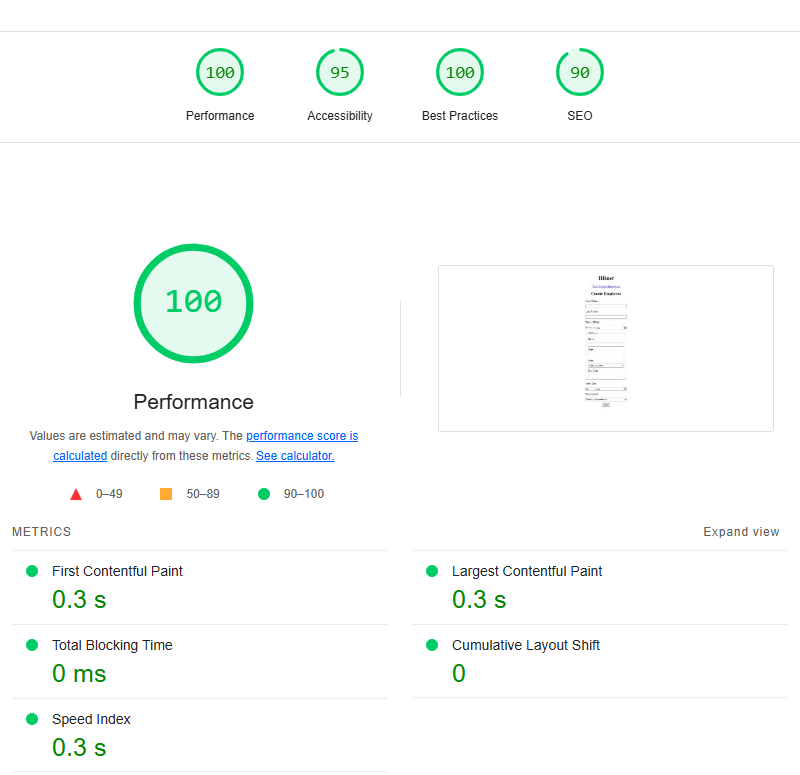 100
95
100
90
Performance
Accessibility
Best Practices
SEO
100
Performance
Values are estimated and may vary. The performance score is
calculated directly from these metrics. See calculator.
0–49
50–89
90–100
HRnet
View Current Employees
Create Employee
METRICS
Expand view
First Contentful Paint
0.3 s
Largest Contentful Paint
0.3 s
Total Blocking Time
0 ms
Cumulative Layout Shift
0
Speed Index
0.3 s